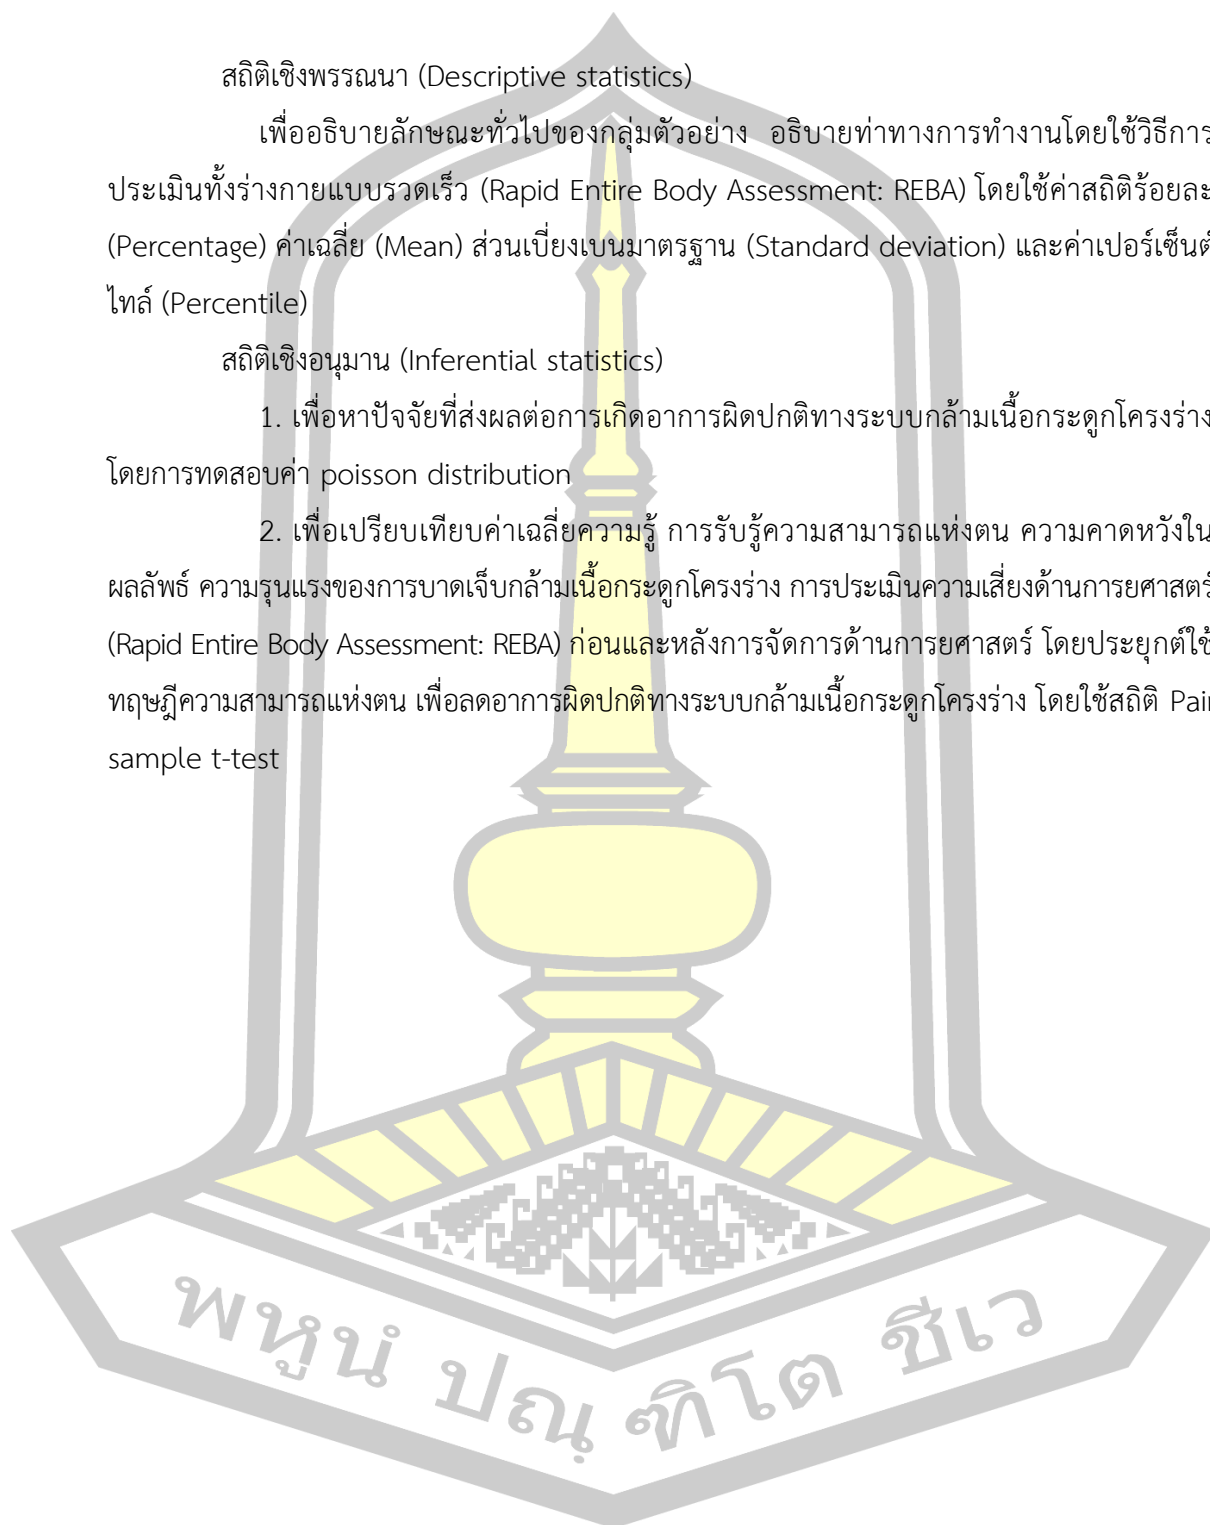 สถิติเชิงพรรณนา (Descriptive statistics)
เพื่ออธิบายลักษณะทั่วไปของกลุ่มตัวอย่าง อธิบายท่าทางการทำงานโดยใช้วิธีการ
ประเมินทั้งร่างกายแบบรวดเร็ว (Rapid Entire Body Assessment: REBA) โดยใช้ค่าสถิติร้อยละ
(Percentage) ค่าเฉลี่ย (Mean) ส่วนเบี่ยงเบนมาตรฐาน (Standard deviation) และค่าเปอร์เซ็นต์
ไทล์ (Percentile)
สถิติเชิงอนุมาน (Inferential statistics)
1. เพื่อหาปัจจัยที่ส่งผลต่อการเกิดอาการผิดปกติทางระบบกล้ามเนื้อกระดูกโครงร่าง
โดยการทดสอบค่า poisson distribution
2. เพื่อเปรียบเทียบค่าเฉลี่ยความรู้ การรับรู้ความสามารถแห่งตน ความคาดหวังใน
ผลลัพธ์ ความรุนแรงของการบาดเจ็บกล้ามเนื้อกระดูกโครงร่าง การประเมินความเสี่ยงด้านการยศาสตร์
(Rapid Entire Body Assessment: REBA) ก่อนและหลังการจัดการด้านการยศาสตร์ โดยประยุกต์ใช้
ทฤษฎีความสามารถแห่งตน เพื่อลดอาการผิดปกติทางระบบกล้ามเนื้อกระดูกโครงร่าง โดยใช้สถิติ Pair
sample t-test
พหูนํ ปณฺฑิโต ชีเว